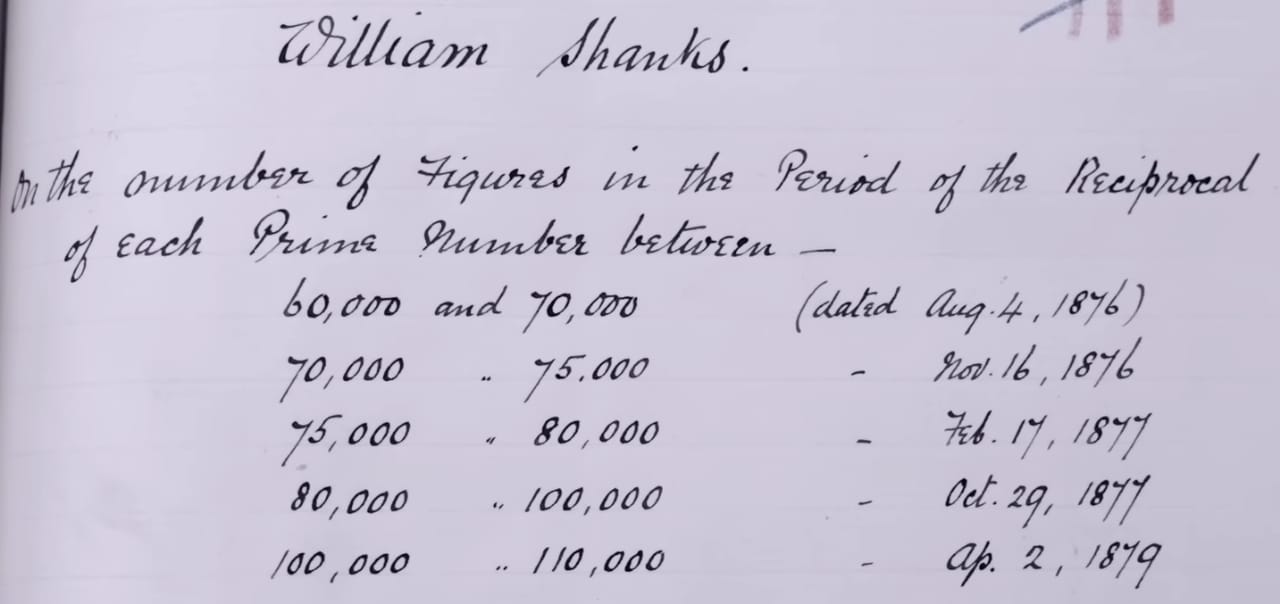 William Shanks.
On the number of Figures in the Period of the Reciprocal
of each Prime Number between —
60,000 and 70,000 (dated Aug. 4, 1876)
70,000 " 75.000 - Nov. 16, 1876
75,000 " 80,000 - Feb. 17, 1877
80,000 " 100,000 - Oct. 29, 1877
100,000 " 110,000 - Ap. 2, 1879